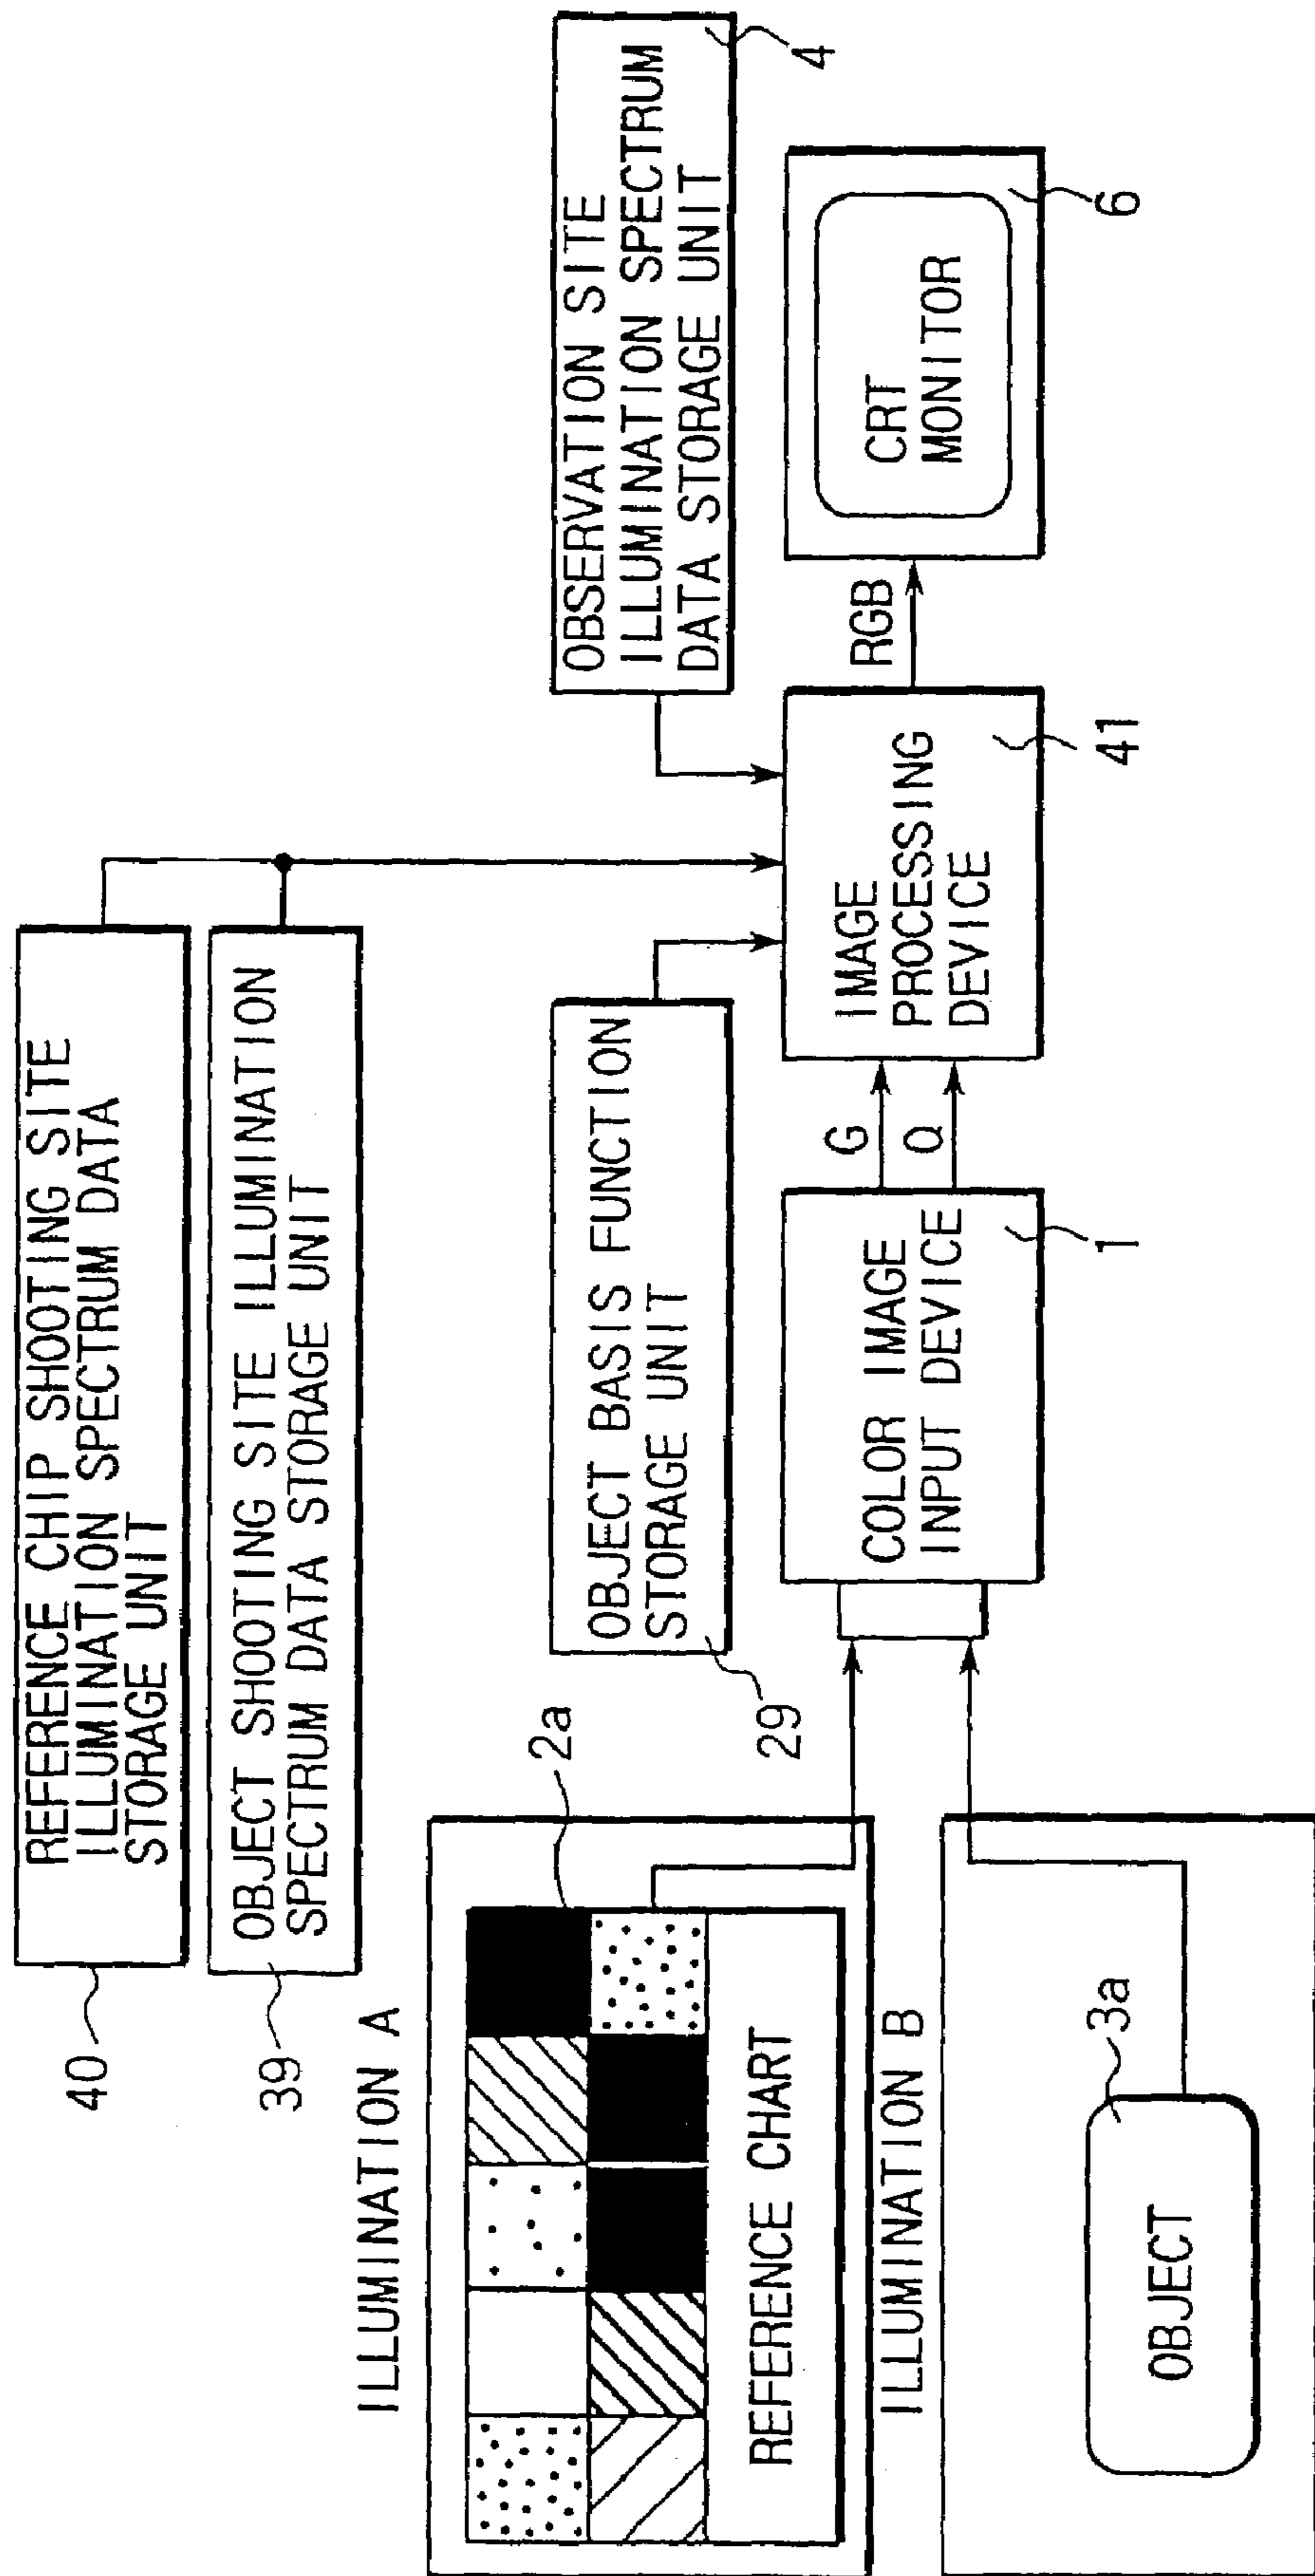 REFERENCE CHIP SHOOTING SITE
ILLUMINATION SPECTRUM DATA
STORAGE UNIT
40
OBJECT SHOOTING SITE ILLUMINATION
SPECTRUM DATA STORAGE UNIT
39
ILLUMINATION A
2a
REFERENCE CHART
OBJECT BASIS FUNCTION
STORAGE UNIT
29
OBSERVATION SITE
ILLUMINATION SPECTRUM
DATA STORAGE UNIT
4
COLOR IMAGE
INPUT DEVICE
1
G
Q
IMAGE
PROCESSING
DEVICE
41
RGB
CRT
MONITOR
6
ILLUMINATION B
3a
OBJECT